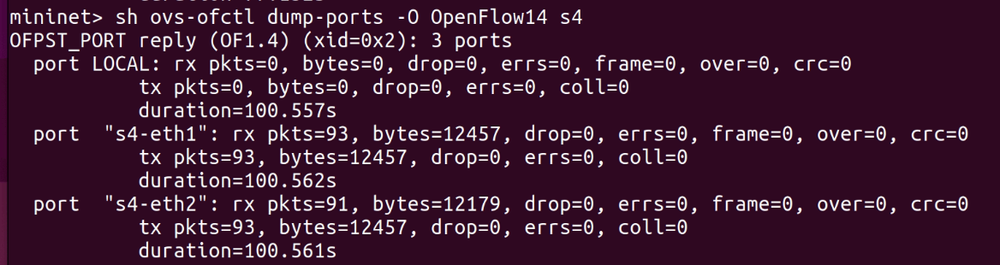 mininet> sh ovs-ofctl dump-ports -O OpenFlow14 s4
OFPST_PORT reply (OF1.4) (xid=0x2): 3 ports
  port LOCAL: rx pkts=0, bytes=0, drop=0, errs=0, frame=0, over=0, crc=0
           tx pkts=0, bytes=0, drop=0, errs=0, coll=0
           duration=100.557s
  port  "s4-eth1": rx pkts=93, bytes=12457, drop=0, errs=0, frame=0, over=0, crc=0
           tx pkts=93, bytes=12457, drop=0, errs=0, coll=0
           duration=100.562s
  port  "s4-eth2": rx pkts=91, bytes=12179, drop=0, errs=0, frame=0, over=0, crc=0
           tx pkts=93, bytes=12457, drop=0, errs=0, coll=0
           duration=100.561s